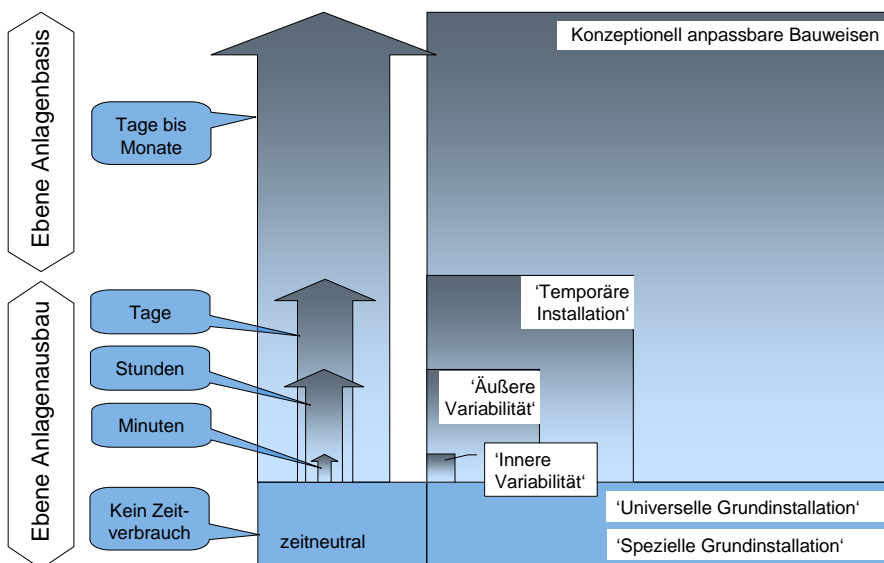 Ebene Anlagenbasis
Ebene Anlagenausbau
Tage bis
Monate
Tage
Stunden
Minuten
Kein Zeit-
verbrauch
zeitneutral
Konzeptionell anpassbare Bauweisen
‘Temporäre
Installation‘
‘Äußere
Variabilität‘
‘Innere
Variabilität‘
‘Universelle Grundinstallation‘
‘Spezielle Grundinstallation‘